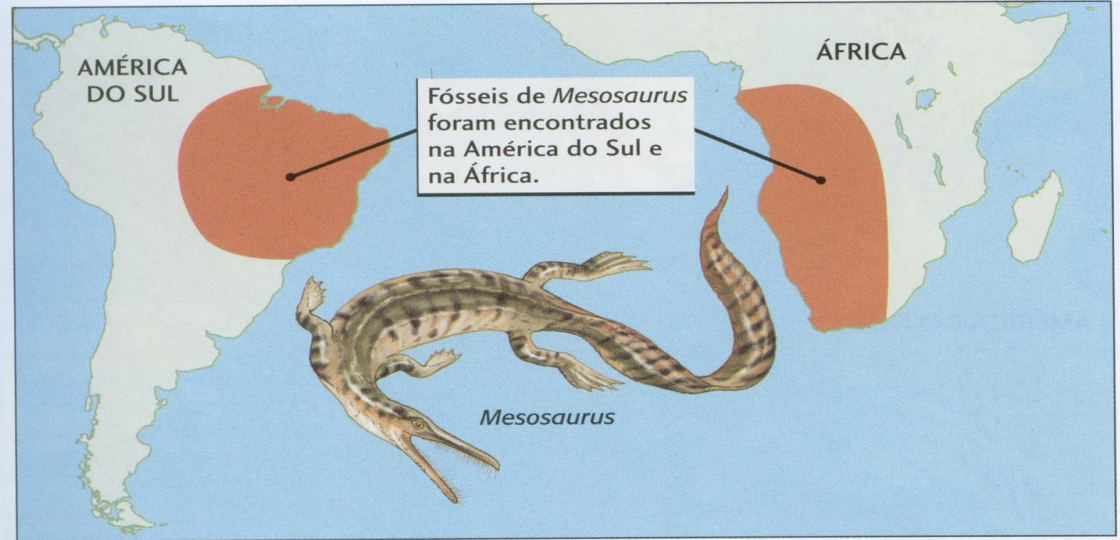 AMÉRICA
DO SUL
ÁFRICA
Fósseis de Mesosaurus
foram encontrados
na América do Sul e
na África.
Mesosaurus